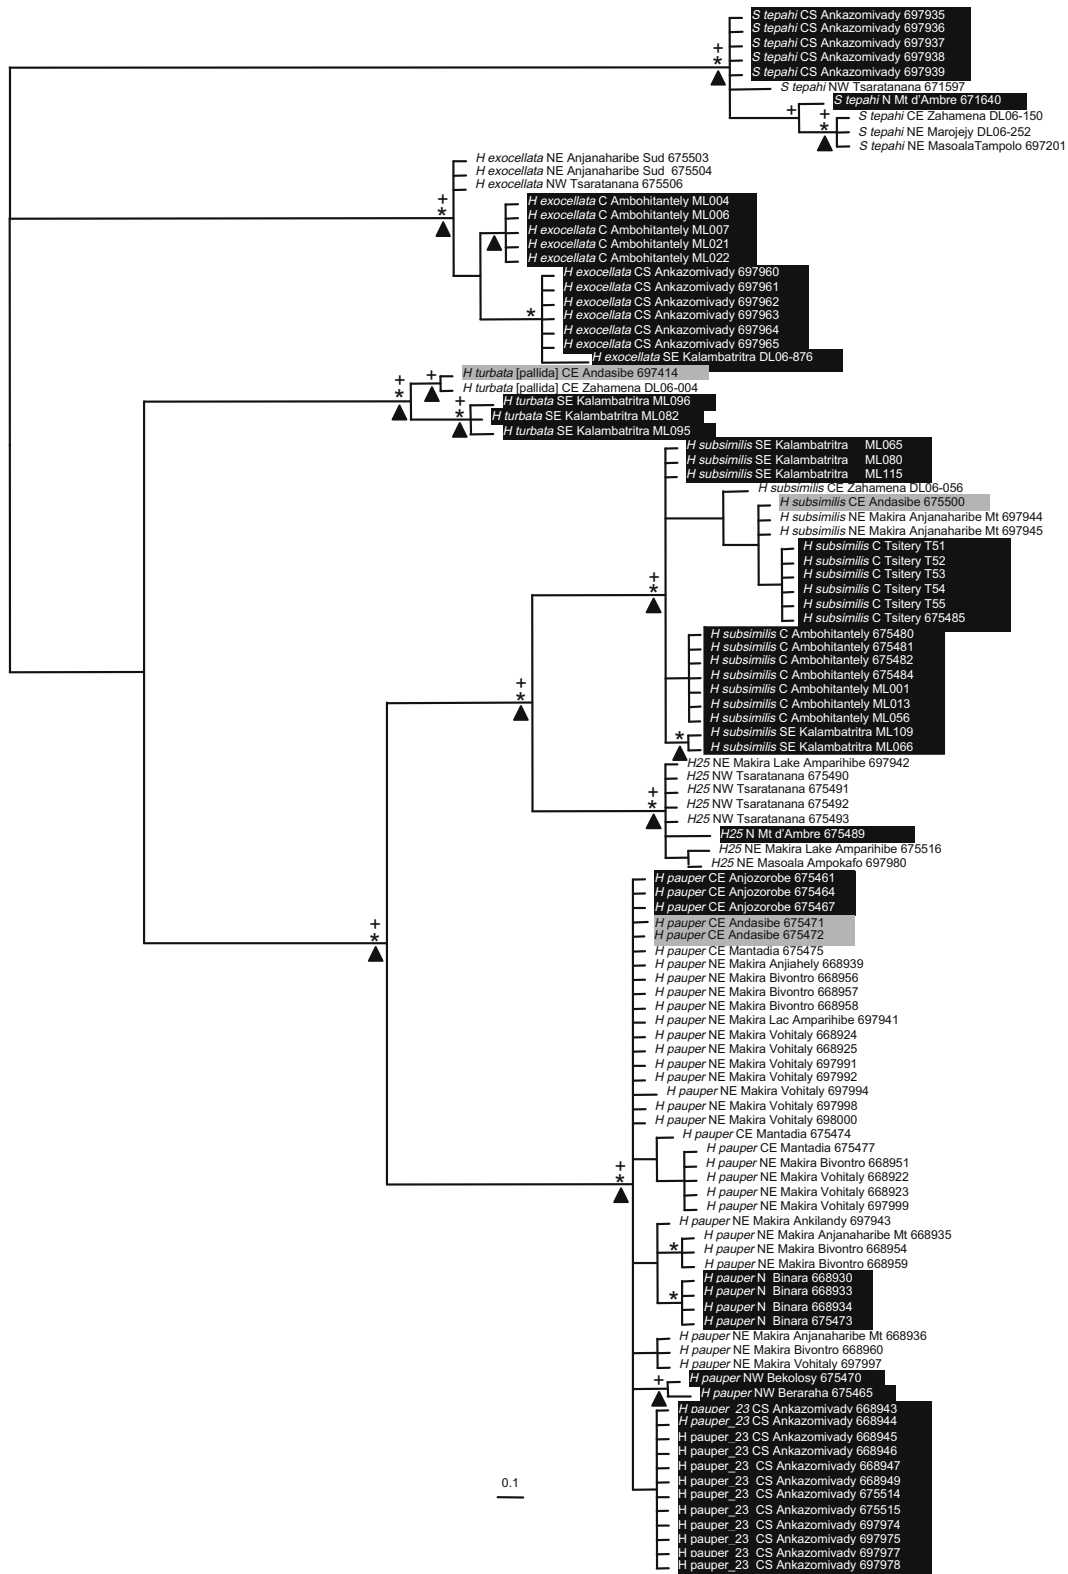 S tepahi CS Ankazomivady 697935
S tepahi CS Ankazomivady 697936
S tepahi CS Ankazomivady 697937
S tepahi CS Ankazomivady 697938
S tepahi CS Ankazomivady 697939
S tepahi NW Tsaratanana 671597
S tepahi N Mt d'Ambre 671640
S tepahi CE Zahamena DL06-150
S tepahi NE Marojejy DL06-252
S tepahi NE MasoalaTampolo 697201
H exocellata NE Anjanaharibe Sud 675503
H exocellata NE Anjanaharibe Sud 675504
H exocellata NW Tsaratanana 675506
H exocellata C Ambohitantely ML004
H exocellata C Ambohitantely ML006
H exocellata C Ambohitantely ML007
H exocellata C Ambohitantely ML021
H exocellata C Ambohitantely ML022
H exocellata CS Ankazomivady 697960
H exocellata CS Ankazomivady 697961
H exocellata CS Ankazomivady 697962
H exocellata CS Ankazomivady 697963
H exocellata CS Ankazomivady 697964
H exocellata CS Ankazomivady 697965
H exocellata SE Kalambatritra DL06-876
H turbata [pallida] CE Andasibe 697414
H turbata [pallida] CE Zahamena DL06-004
H turbata SE Kalambatritra ML096
H turbata SE Kalambatritra ML082
H turbata SE Kalambatritra ML095
H subsimilis SE Kalambatritra ML065
H subsimilis SE Kalambatritra ML080
H subsimilis SE Kalambatritra ML115
H subsimilis CE Zahamena DL06-056
H subsimilis CE Andasibe 675500
H subsimilis NE Makira Anjanaharibe Mt 697944
H subsimilis NE Makira Anjanaharibe Mt 697945
H subsimilis C Tsitery T51
H subsimilis C Tsitery T52
H subsimilis C Tsitery T53
H subsimilis C Tsitery T54
H subsimilis C Tsitery T55
H subsimilis C Tsitery 675485
H subsimilis C Ambohitantely 675480
H subsimilis C Ambohitantely 675481
H subsimilis C Ambohitantely 675482
H subsimilis C Ambohitantely 675484
H subsimilis C Ambohitantely ML001
H subsimilis C Ambohitantely ML013
H subsimilis C Ambohitantely ML056
H subsimilis SE Kalambatritra ML109
H subsimilis SE Kalambatritra ML066
H25 NE Makira Lake Amparihibe 697942
H25 NW Tsaratanana 675490
H25 NW Tsaratanana 675491
H25 NW Tsaratanana 675492
H25 NW Tsaratanana 675493
H25 N Mt d'Ambre 675489
H25 NE Makira Lake Amparihibe 675516
H25 NE Masoala Ampokafo 697980
H pauper CE Anjozorobe 675461
H pauper CE Anjozorobe 675464
H pauper CE Anjozorobe 675467
H pauper CE Andasibe 675471
H pauper CE Andasibe 675472
H pauper CE Mantadia 675475
H pauper NE Makira Anjiahely 668939
H pauper NE Makira Bivontro 668956
H pauper NE Makira Bivontro 668957
H pauper NE Makira Bivontro 668958
H pauper NE Makira Lac Amparihibe 697941
H pauper NE Makira Vohitaly 668924
H pauper NE Makira Vohitaly 668925
H pauper NE Makira Vohitaly 697991
H pauper NE Makira Vohitaly 697992
H pauper NE Makira Vohitaly 697994
H pauper NE Makira Vohitaly 697998
H pauper NE Makira Vohitaly 698000
H pauper CE Mantadia 675474
H pauper CE Mantadia 675477
H pauper NE Makira Bivontro 668951
H pauper NE Makira Vohitaly 668922
H pauper NE Makira Vohitaly 668923
H pauper NE Makira Vohitaly 697999
H pauper NE Makira Ankilandy 697943
H pauper NE Makira Anjanaharibe Mt 668935
H pauper NE Makira Bivontro 668954
H pauper NE Makira Bivontro 668959
H pauper N Binara 668930
H pauper N Binara 668933
H pauper N Binara 668934
H pauper N Binara 675473
H pauper NE Makira Anjanaharibe Mt 668936
H pauper NE Makira Bivontro 668960
H pauper NE Makira Vohitaly 697997
H pauper NW Bekolosy 675470
H pauper NW Beraraha 675465
H pauper_23 CS Ankazomivady 668943
H pauper_23 CS Ankazomivady 668944
H pauper_23 CS Ankazomivady 668945
H pauper_23 CS Ankazomivady 668946
H pauper_23 CS Ankazomivady 668947
H pauper_23 CS Ankazomivady 668949
H pauper_23 CS Ankazomivady 675514
H pauper_23 CS Ankazomivady 675515
H pauper_23 CS Ankazomivady 697974
H pauper_23 CS Ankazomivady 697975
H pauper_23 CS Ankazomivady 697977
H pauper_23 CS Ankazomivady 697978
0.1